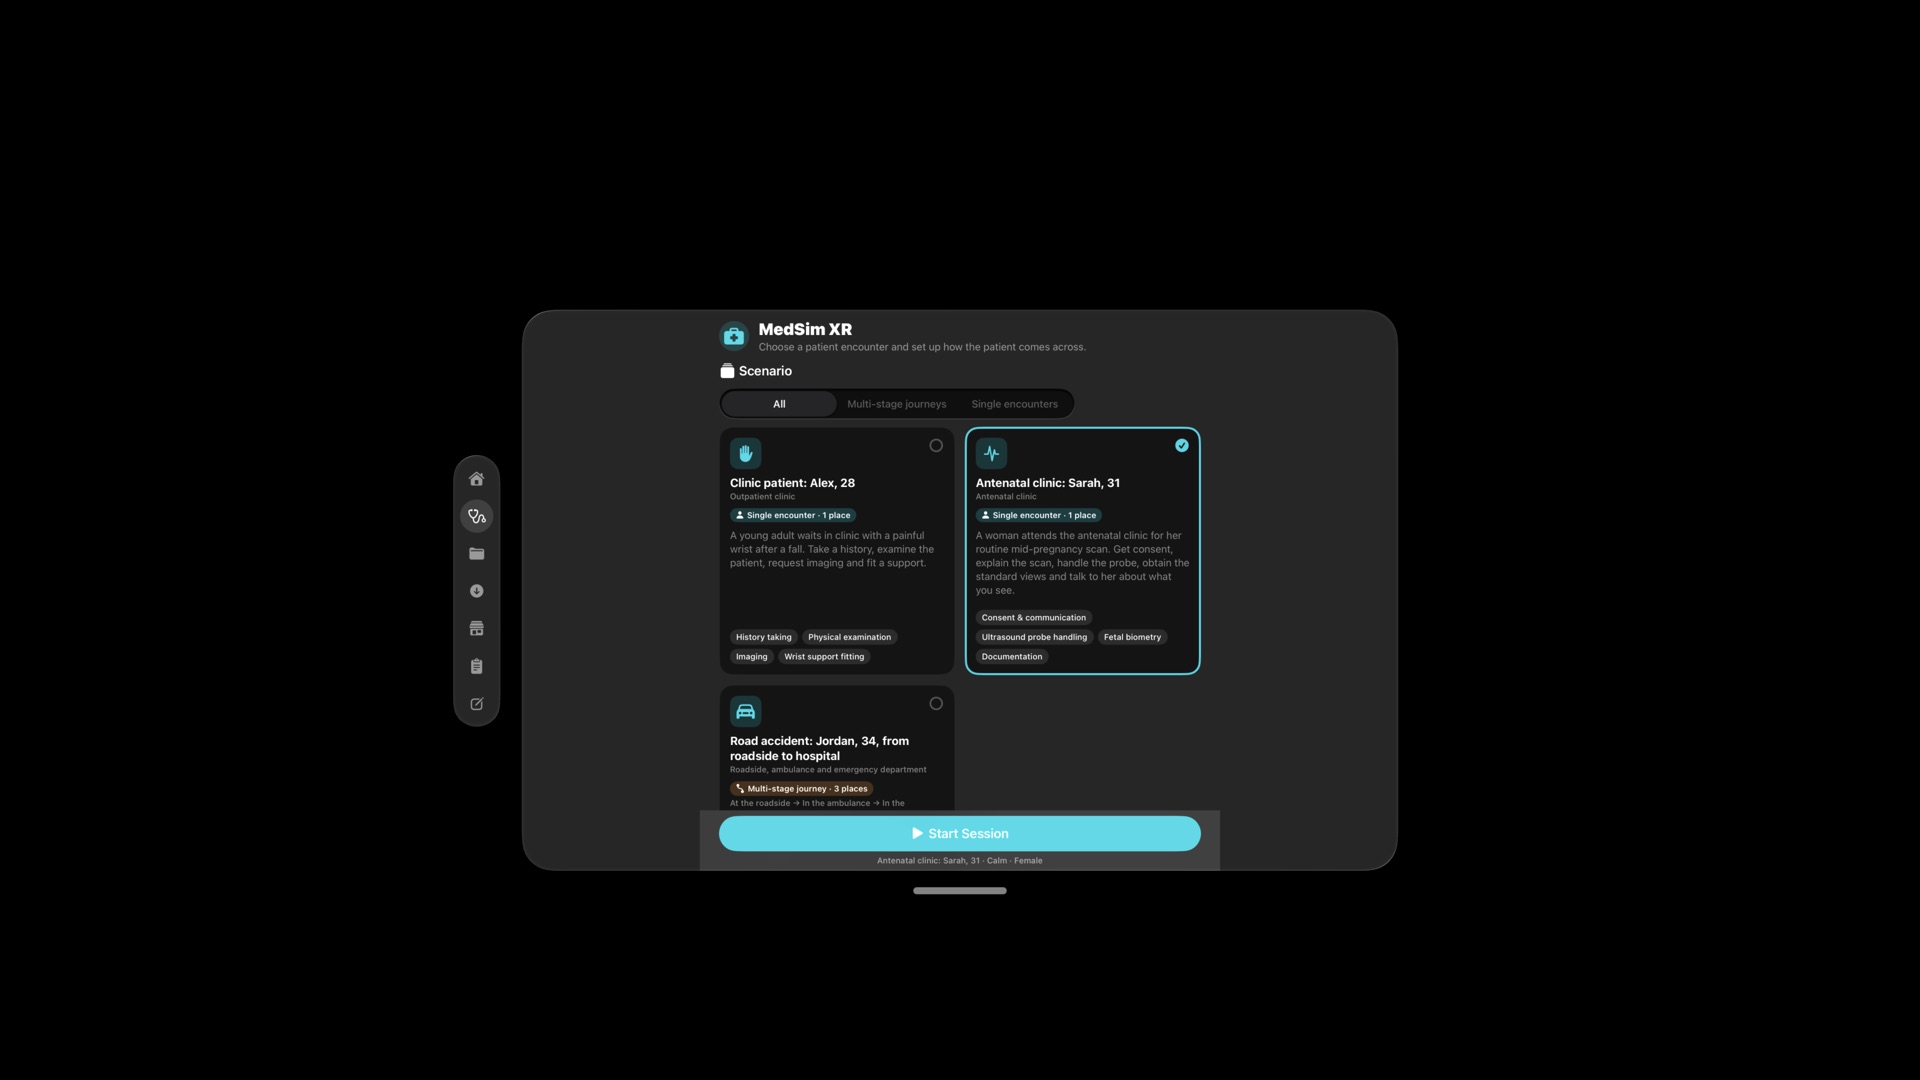 MedSim XR
Choose a patient encounter and set up how the patient comes across.
Scenario
All
Multi-stage journeys
Single encounters
Clinic patient: Alex, 28
Outpatient clinic
Single encounter · 1 place
A young adult waits in clinic with a painful
wrist after a fall. Take a history, examine the
patient, request imaging and fit a support.
History taking
Physical examination
Imaging
Wrist support fitting
Antenatal clinic: Sarah, 31
Antenatal clinic
Single encounter · 1 place
A woman attends the antenatal clinic for her
routine mid-pregnancy scan. Get consent,
explain the scan, handle the probe, obtain the
standard views and talk to her about what
you see.
Consent & communication
Ultrasound probe handling
Fetal biometry
Documentation
Road accident: Jordan, 34, from
roadside to hospital
Roadside, ambulance and emergency department
Multi-stage journey · 3 places
At the roadside → In the ambulance → In the
Start Session
Antenatal clinic: Sarah, 31 · Calm · Female